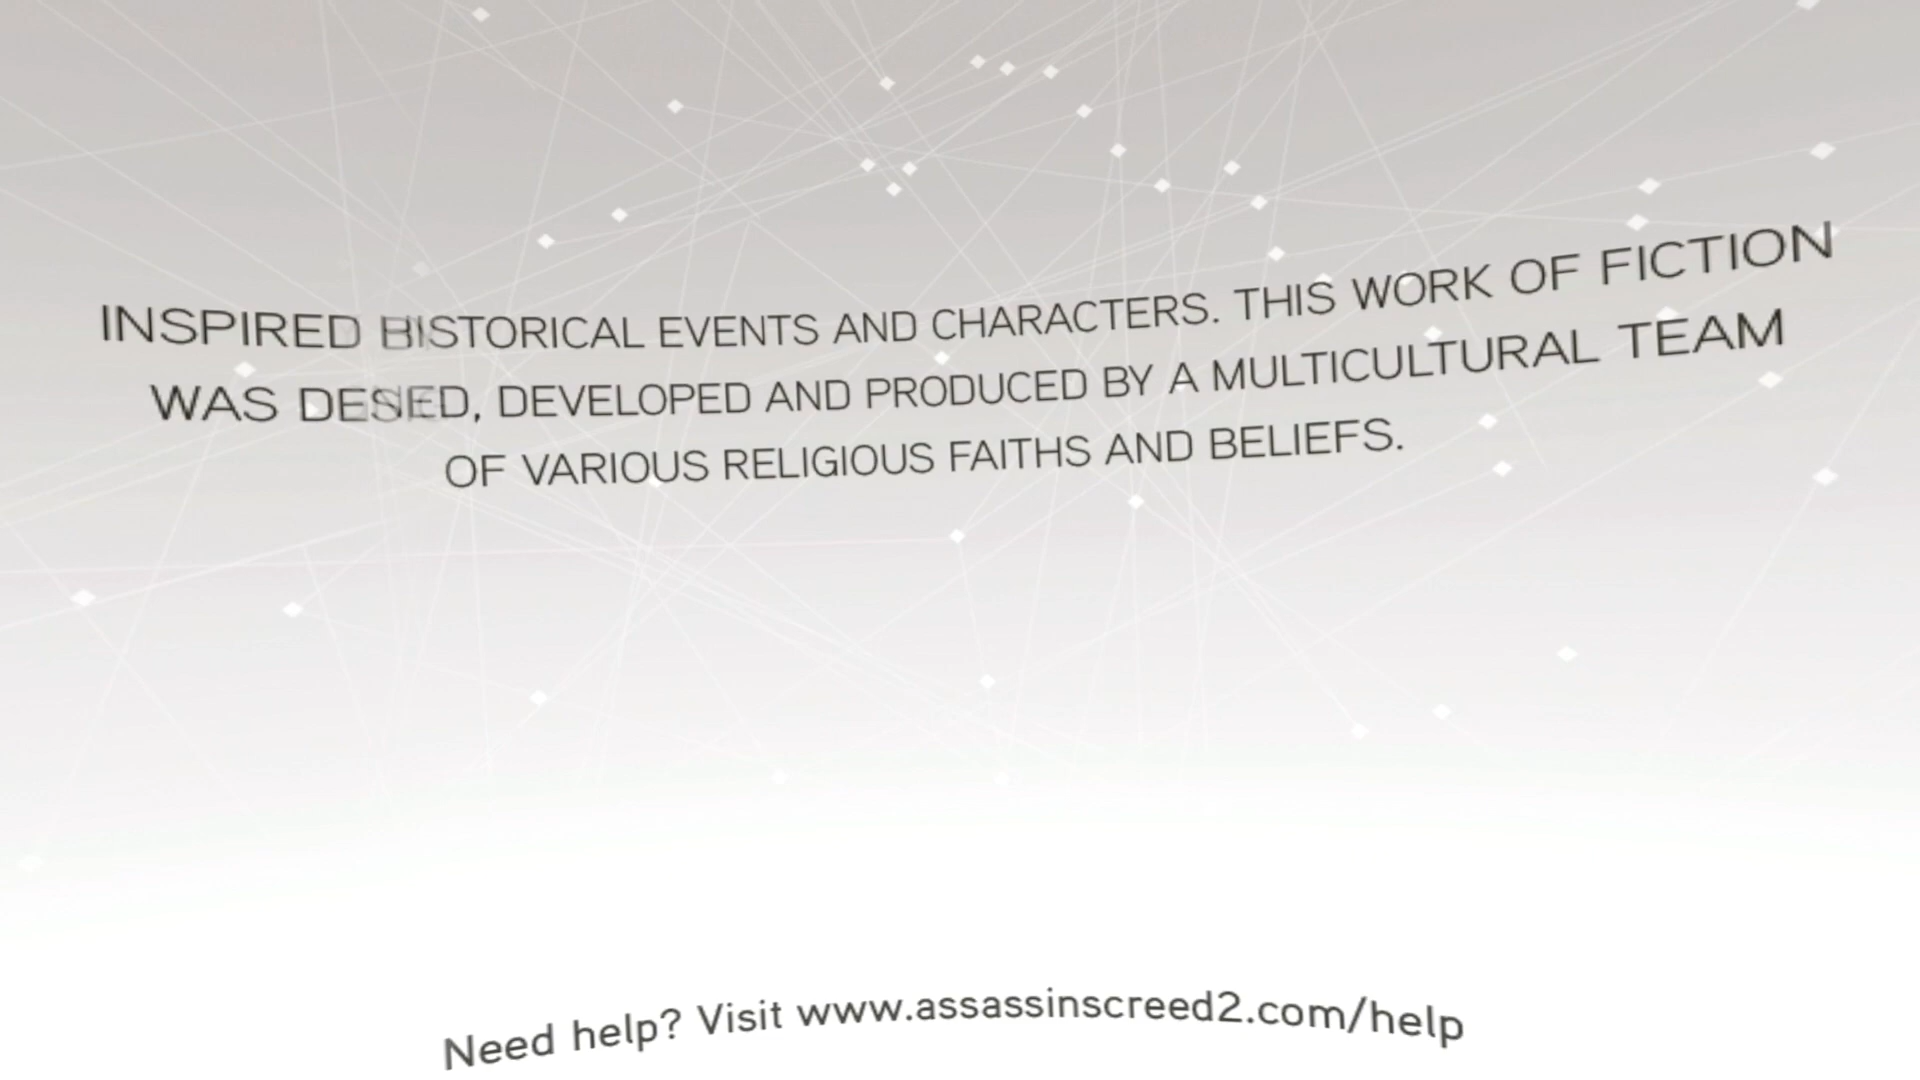 INSPIRED BISTORICAL EVENTS AND CHARACTERS. THIS WORK OF FICTION
WAS DESIED, DEVELOPED AND PRODUCED BY A MULTICULTURAL TEAM
OF VARIOUS RELIGIOUS FAITHS AND BELIEFS.
Need help? Visit www.assassinscreed2.com/help